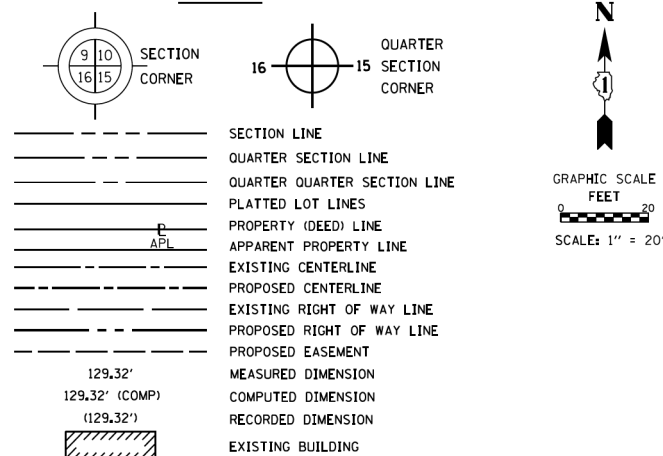 9 10
16 15
SECTION
CORNER
16
15
QUARTER
SECTION
CORNER
SECTION LINE
QUARTER SECTION LINE
QUARTER QUARTER SECTION LINE
PLATTED LOT LINES
PROPERTY (DEED) LINE
APL
APPARENT PROPERTY LINE
EXISTING CENTERLINE
PROPOSED CENTERLINE
EXISTING RIGHT OF WAY LINE
PROPOSED RIGHT OF WAY LINE
PROPOSED EASEMENT
129.32' MEASURED DIMENSION
129.32' (COMP) COMPUTED DIMENSION
(129.32') RECORDED DIMENSION
EXISTING BUILDING
N
1
GRAPHIC SCALE
FEET
0 20
SCALE: 1" = 20'